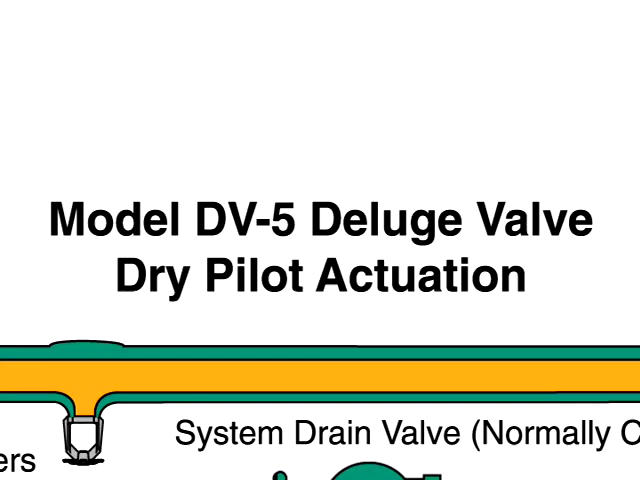 Model DV-5 Deluge Valve
Dry Pilot Actuation
System Drain Valve (Normally C
ers